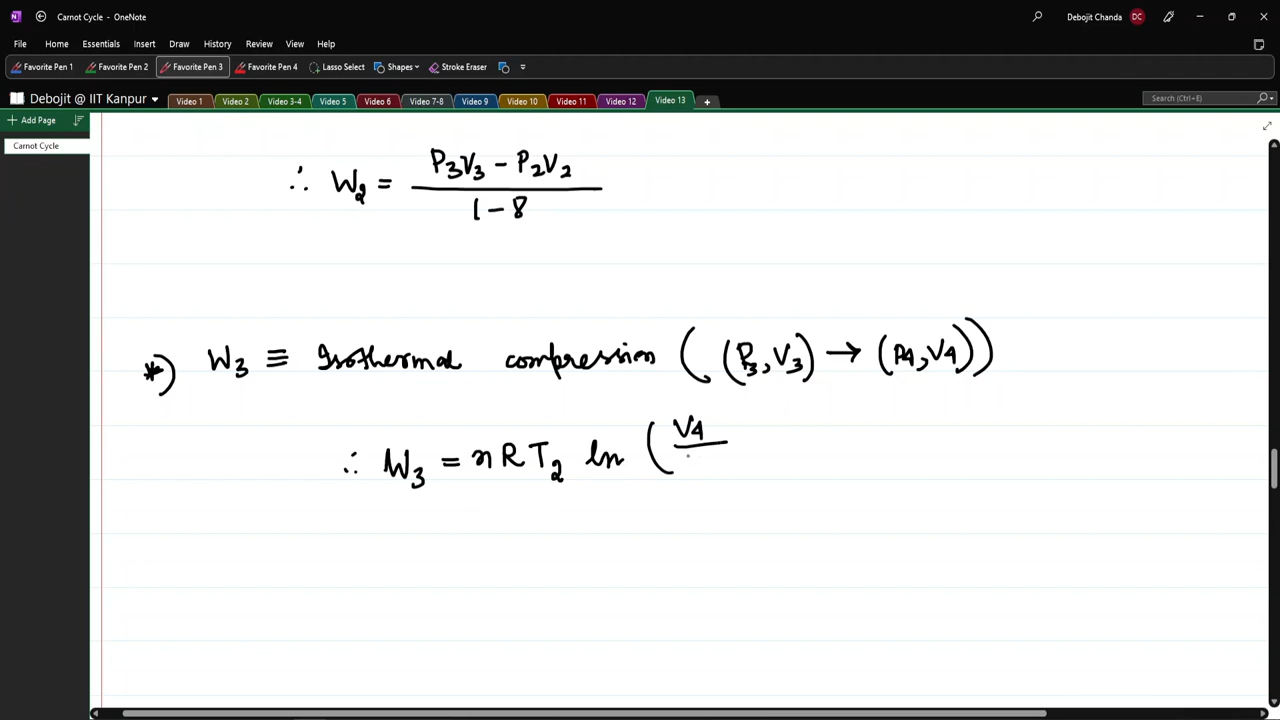 Carnot Cycle - OneNote
Debojit Chanda DC
File Home Essentials Insert Draw History Review View Help
Favorite Pen 1 Favorite Pen 2 Favorite Pen 3 Favorite Pen 4 Lasso Select Shapes Stroke Eraser
Debojit @ IIT Kanpur Video 1 Video 2 Video 3-4 Video 5 Video 6 Video 7-8 Video 9 Video 10 Video 11 Video 12 Video 13 + Search (Ctrl+E)
+ Add Page
Carnot Cycle
∴ W₂ = (P₃V₃ − P₂V₂) / (1 − γ)
*) W₃ ≡ Isothermal compression ( (P₃, V₃) → (P₄, V₄) )
∴ W₃ = n R T₂ ln ( V₄ /